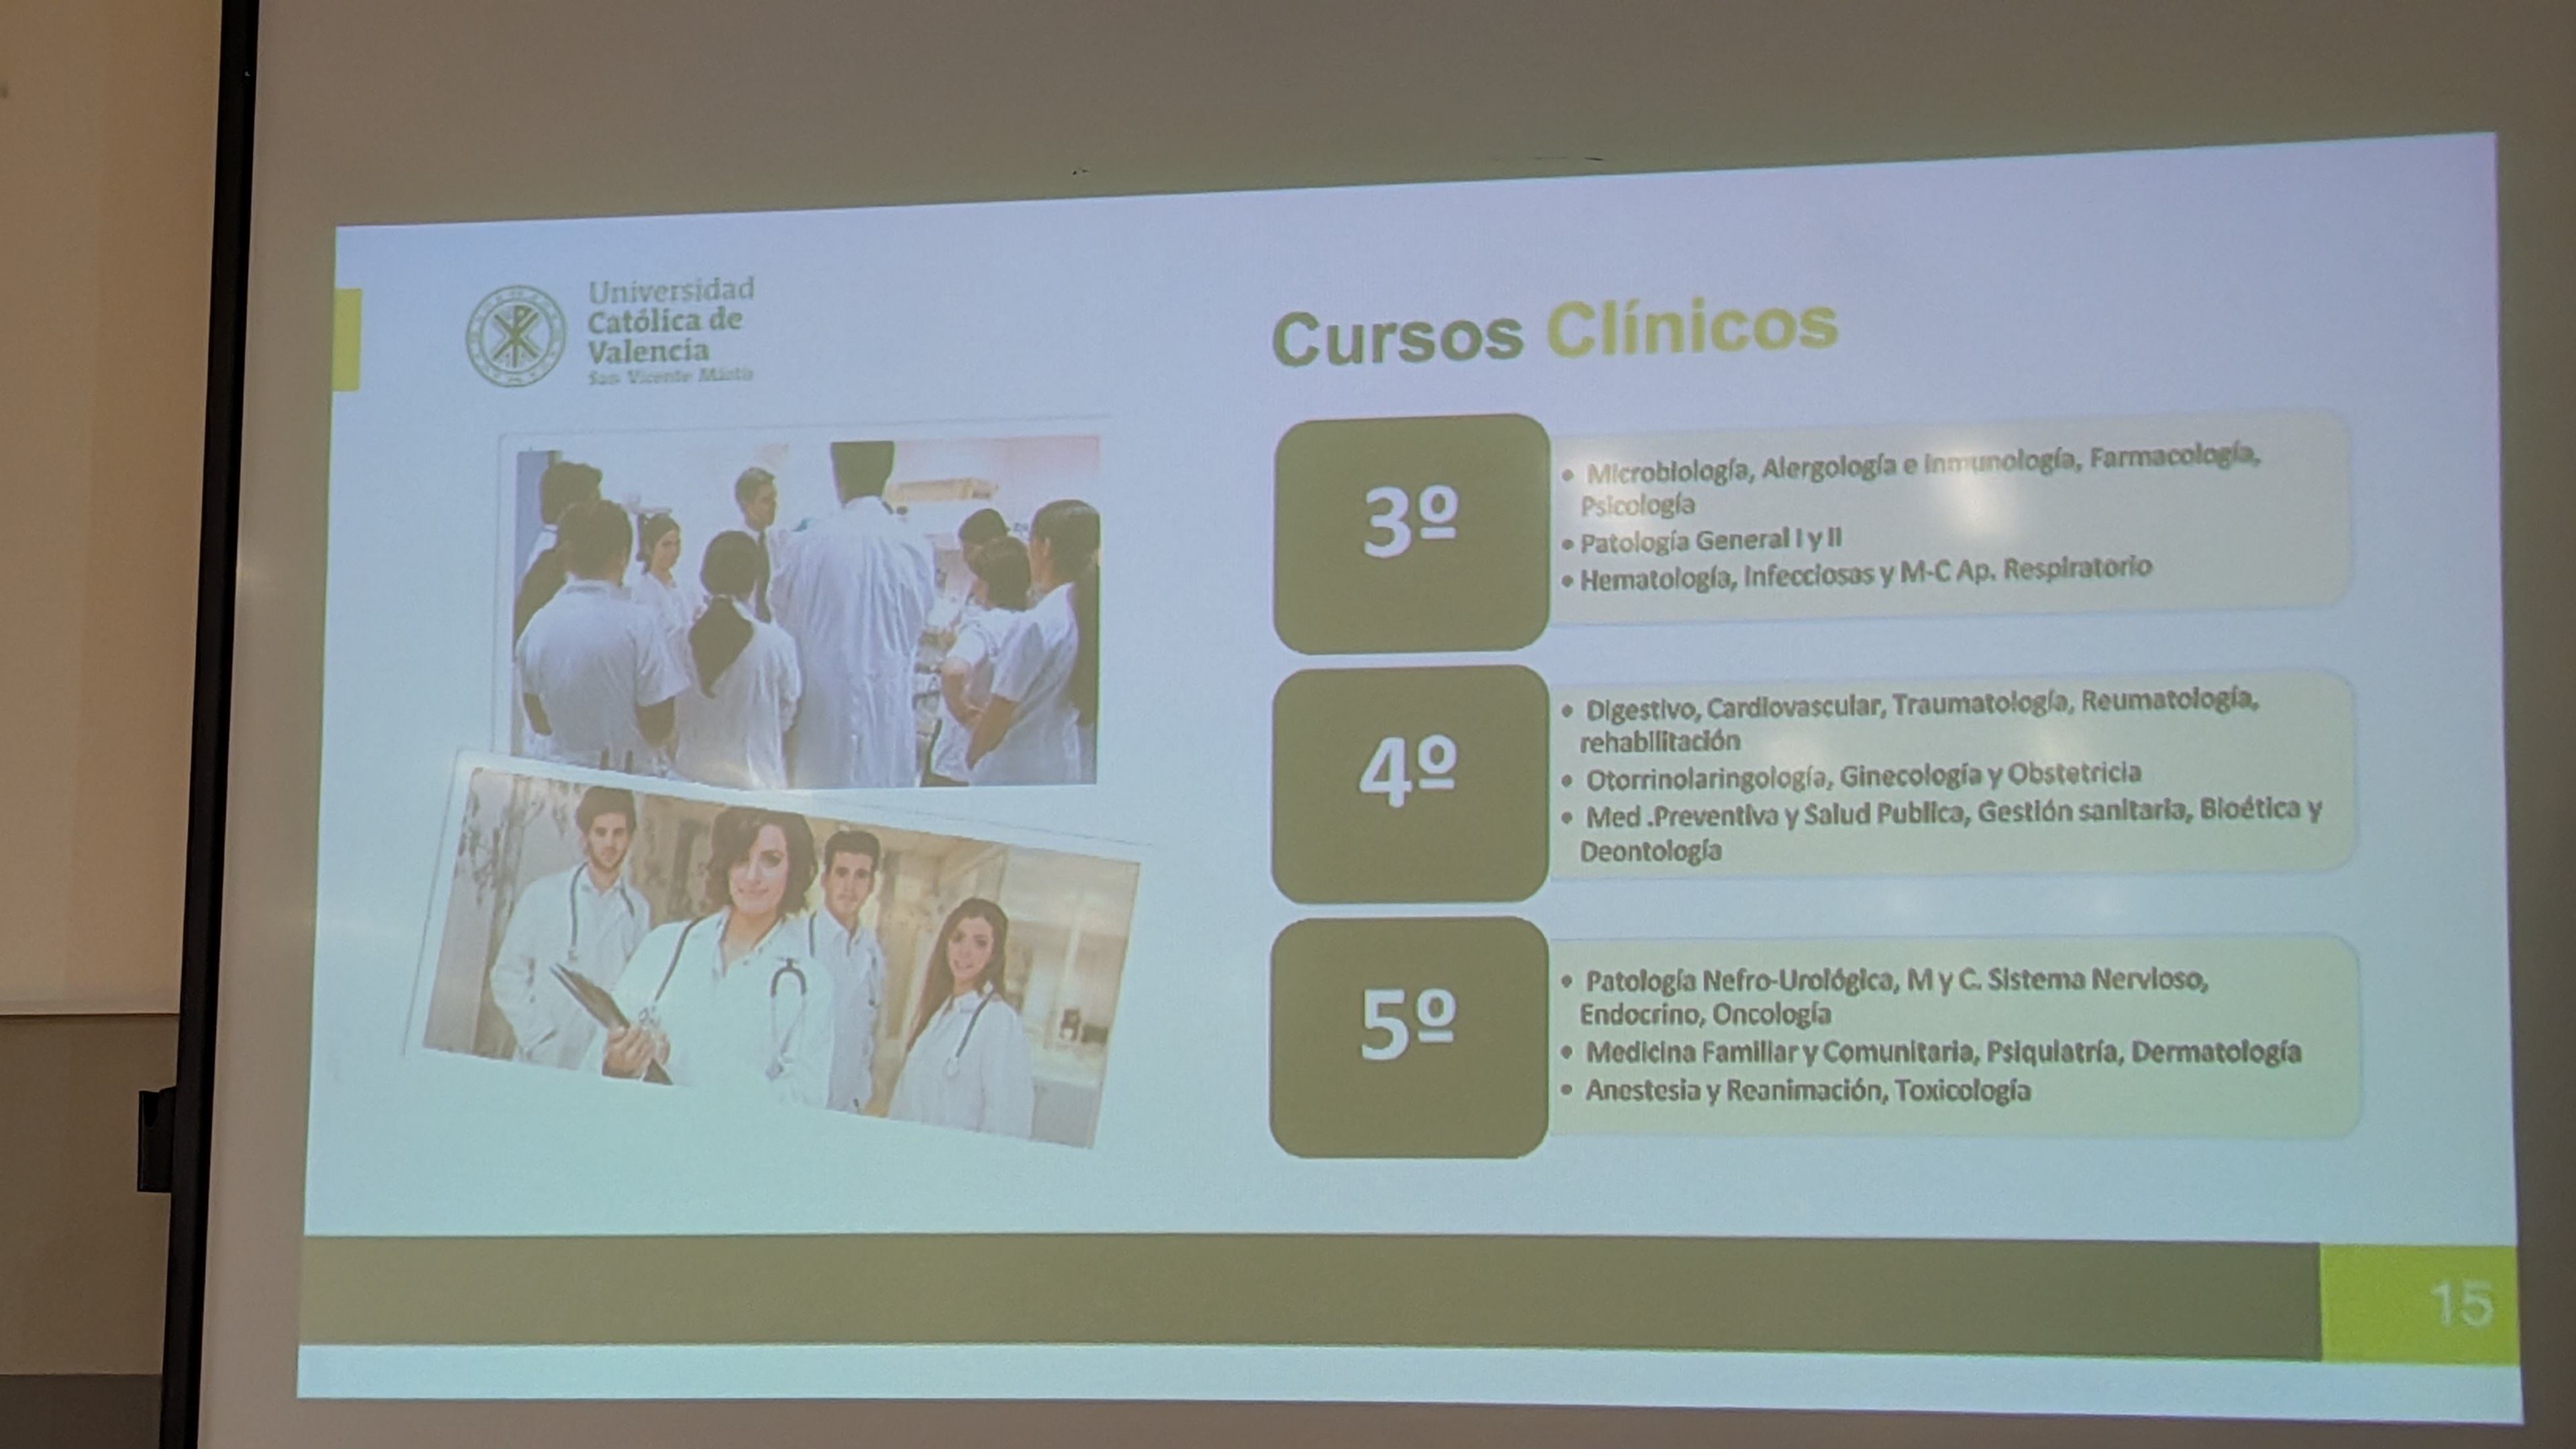 Universidad
Católica de
Valencia
San Vicente Mártir
Cursos Clínicos
3º
• Microbiología, Alergología e Inmunología, Farmacología,
Psicología
• Patología General I y II
• Hematología, Infecciosas y M-C Ap. Respiratorio
4º
• Digestivo, Cardiovascular, Traumatología, Reumatología,
rehabilitación
• Otorrinolaringología, Ginecología y Obstetricia
• Med .Preventiva y Salud Publica, Gestión sanitaria, Bioética y
Deontología
5º
• Patología Nefro-Urológica, M y C. Sistema Nervioso,
Endocrino, Oncología
• Medicina Familiar y Comunitaria, Psiquiatría, Dermatología
• Anestesia y Reanimación, Toxicología
15